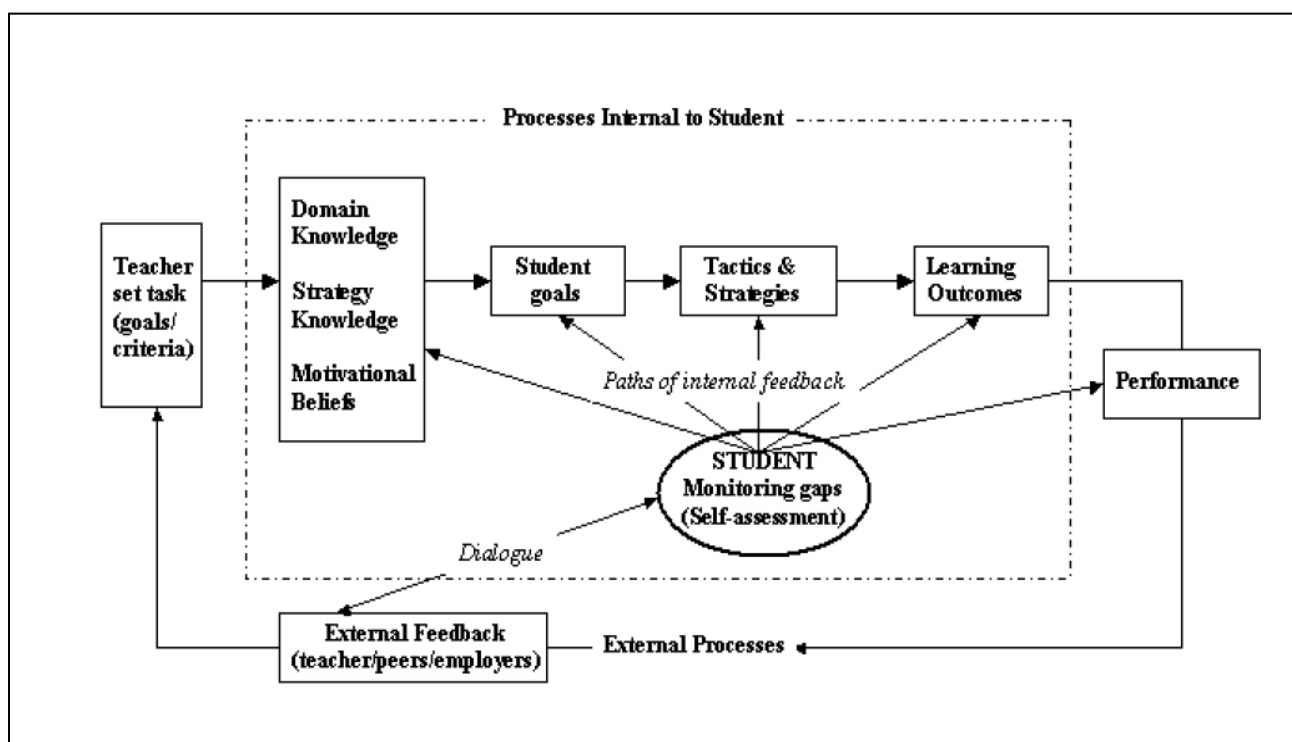 Processes Internal to Student
Domain
Knowledge
Strategy
Knowledge
Motivational
Beliefs
Teacher
set task
(goals/
criteria)
Student
goals
Tactics &
Strategies
Learning
Outcomes
Paths of internal feedback
Performance
STUDENT
Monitoring gaps
(Self-assessment)
Dialogue
External Feedback
(teacher/peers/employers)
External Processes